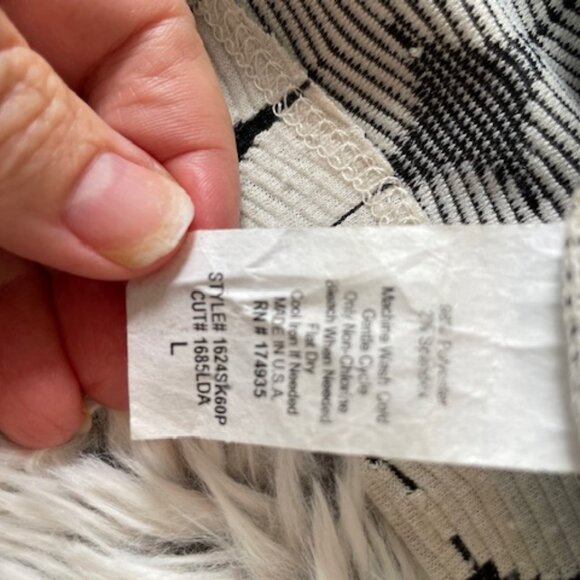 98% Polyester
2% Spandex
Machine Wash Cold
Gentle Cycle
Only Non-Chlorine
Bleach When Needed
Flat Dry
Cool Iron If Needed
MADE IN U.S.A.
RN # 174935
STYLE# 1624SK60P
CUT# 1685LDA
L